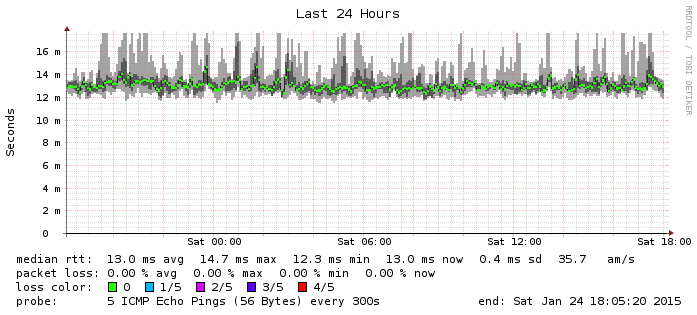 Last 24 Hours
RRDTOOL / TOBI OETIKER
Seconds
16 m
14 m
12 m
10 m
8 m
6 m
4 m
2 m
0
Sat 00:00 Sat 06:00 Sat 12:00 Sat 18:00
median rtt: 13.0 ms avg 14.7 ms max 12.3 ms min 13.0 ms now 0.4 ms sd 35.7 am/s
packet loss: 0.00 % avg 0.00 % max 0.00 % min 0.00 % now
loss color: 0 1/5 2/5 3/5 4/5
probe: 5 ICMP Echo Pings (56 Bytes) every 300s end: Sat Jan 24 18:05:20 2015